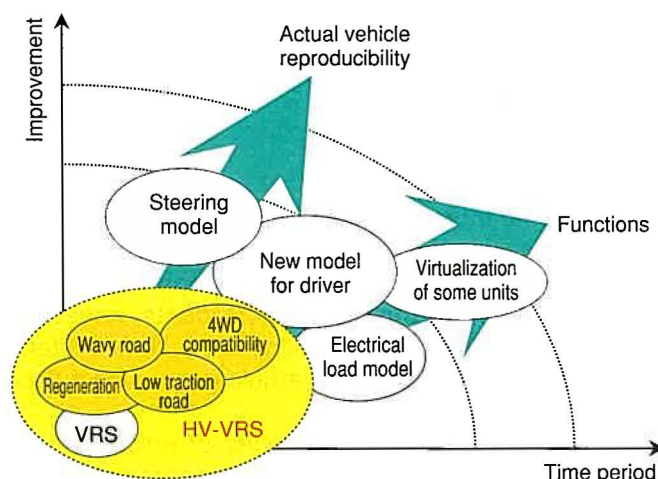 Actual vehicle
reproducibility
Improvement
Steering
model
Functions
New model
for driver
Virtualization
of some units
4WD
compatibility
Wavy road
Electrical
load model
Regeneration
Low traction
road
VRS
HV-VRS
Time period